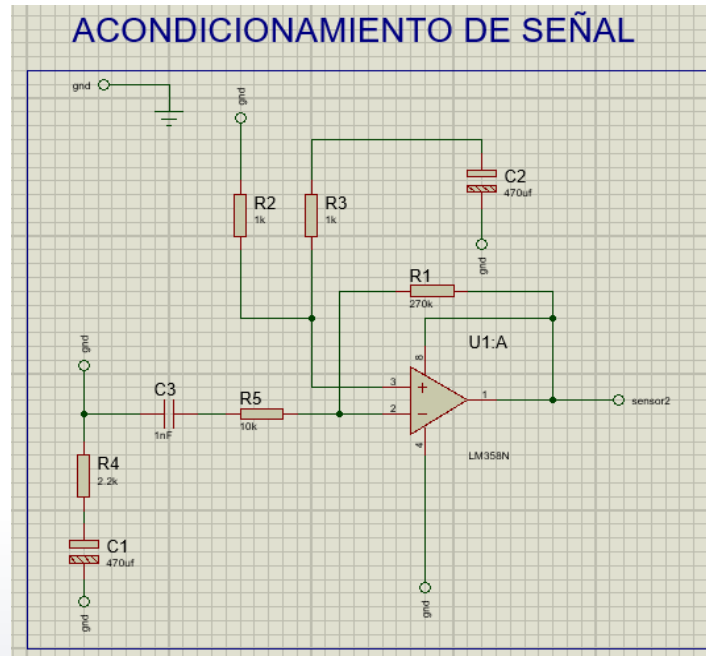 ACONDICIONAMIENTO DE SEÑAL
gnd
gnd
R2
1k
R3
1k
C2
470uf
gnd
R1
270k
U1:A
8
3
2
1
4
LM358N
sensor2
gnd
C3
1nF
R5
10k
R4
2.2k
C1
470uf
gnd
gnd